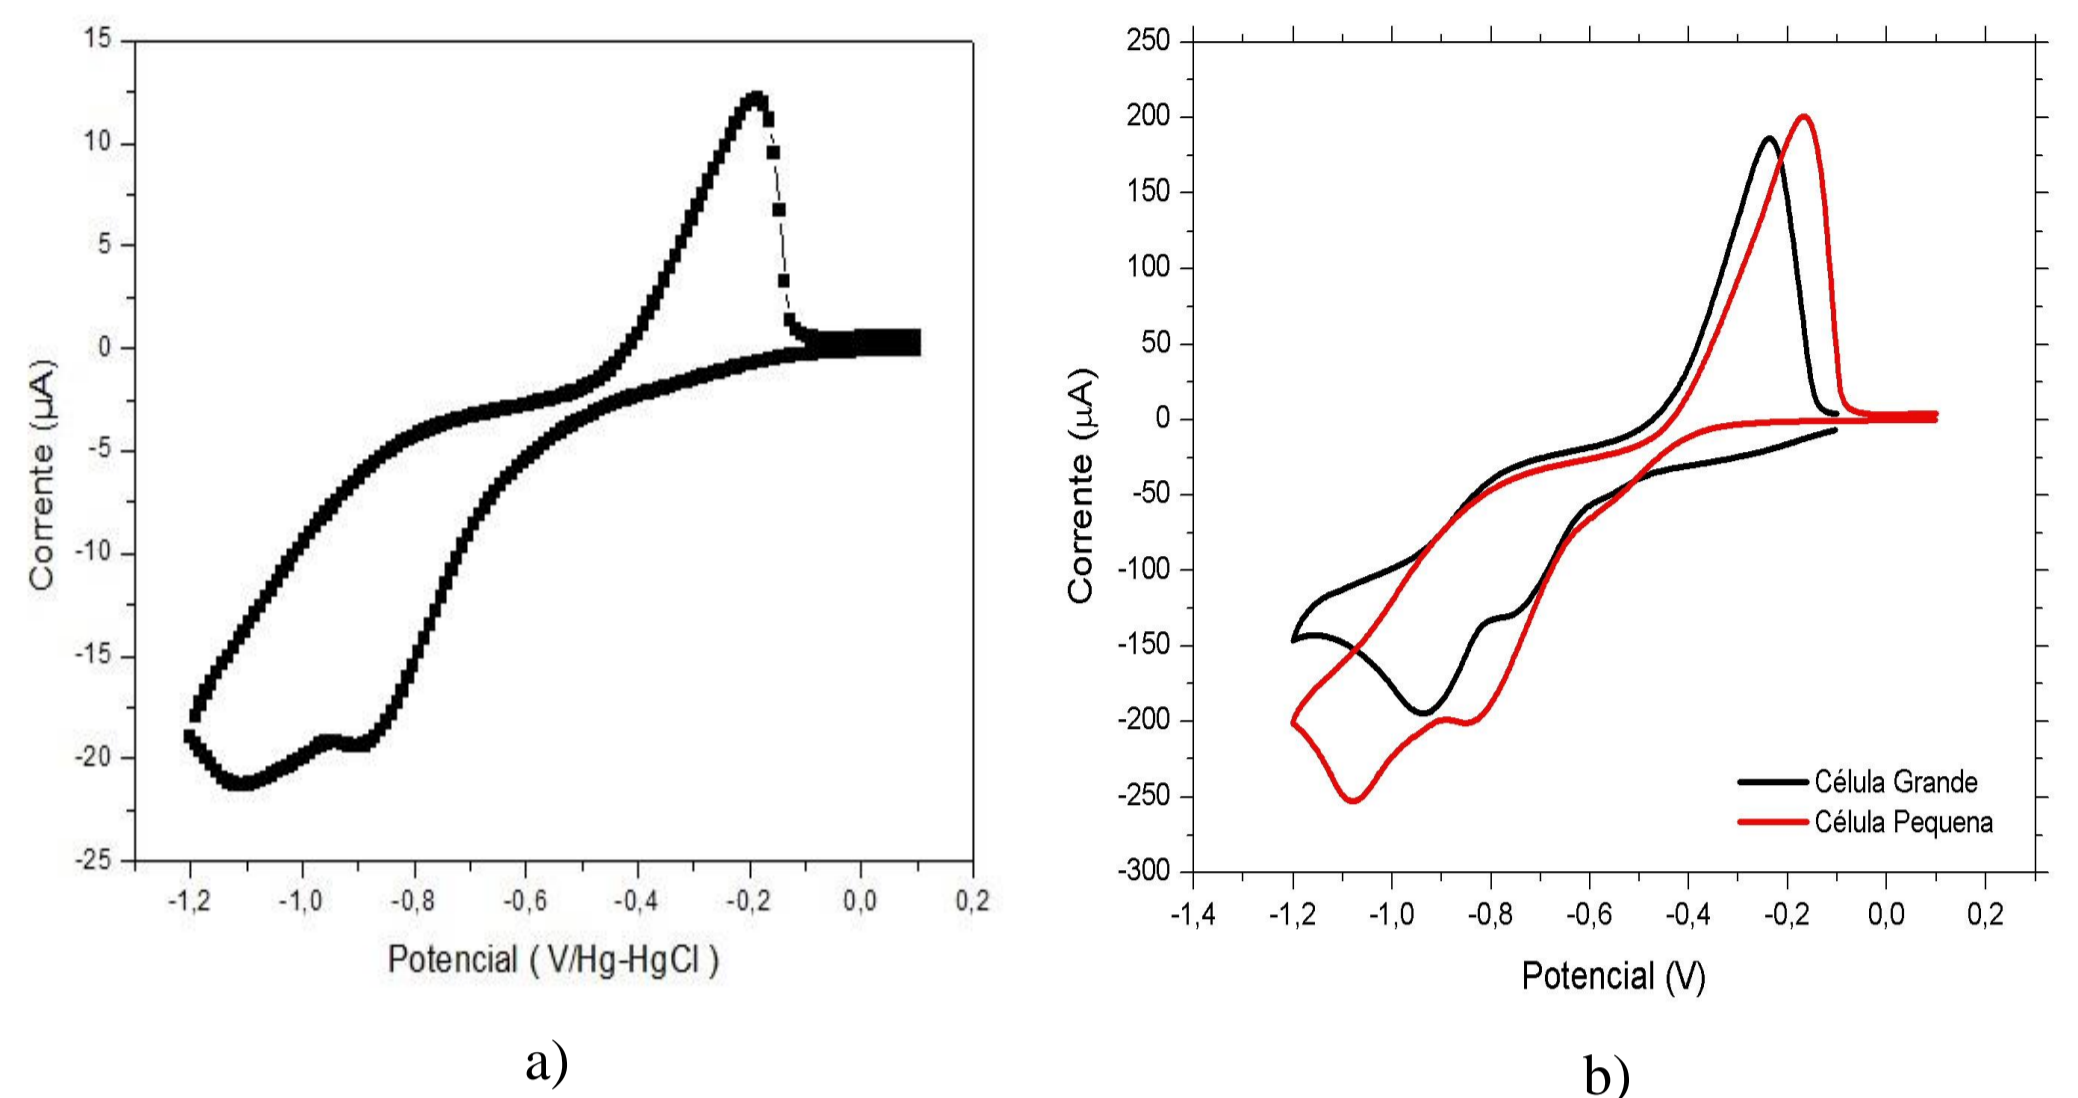 15
10
5
0
-5
-10
-15
-20
-25
Corrente (µA)
-1,2 -1,0 -0,8 -0,6 -0,4 -0,2 0,0 0,2
Potencial ( V/Hg-HgCl )
a)
250
200
150
100
50
0
-50
-100
-150
-200
-250
-300
Corrente (µA)
Célula Grande
Célula Pequena
-1,4 -1,2 -1,0 -0,8 -0,6 -0,4 -0,2 0,0 0,2
Potencial (V)
b)